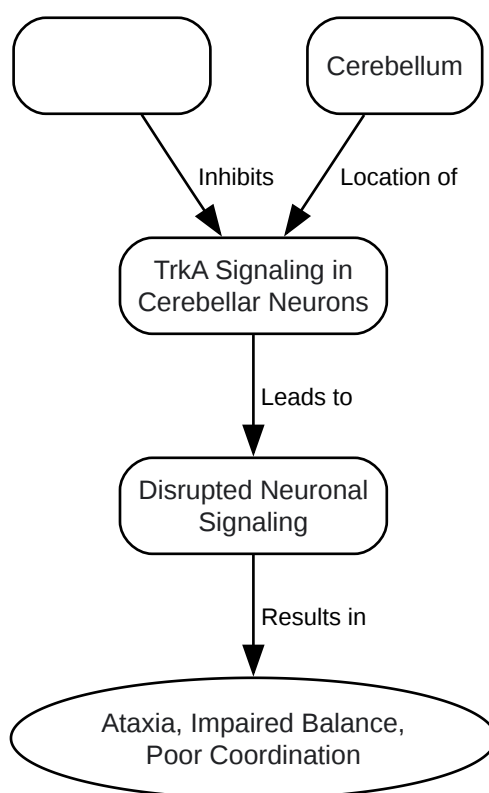 Cerebellum
Inhibits
Location of
TrkA Signaling in
Cerebellar Neurons
Leads to
Disrupted Neuronal
Signaling
Results in
Ataxia, Impaired Balance,
Poor Coordination